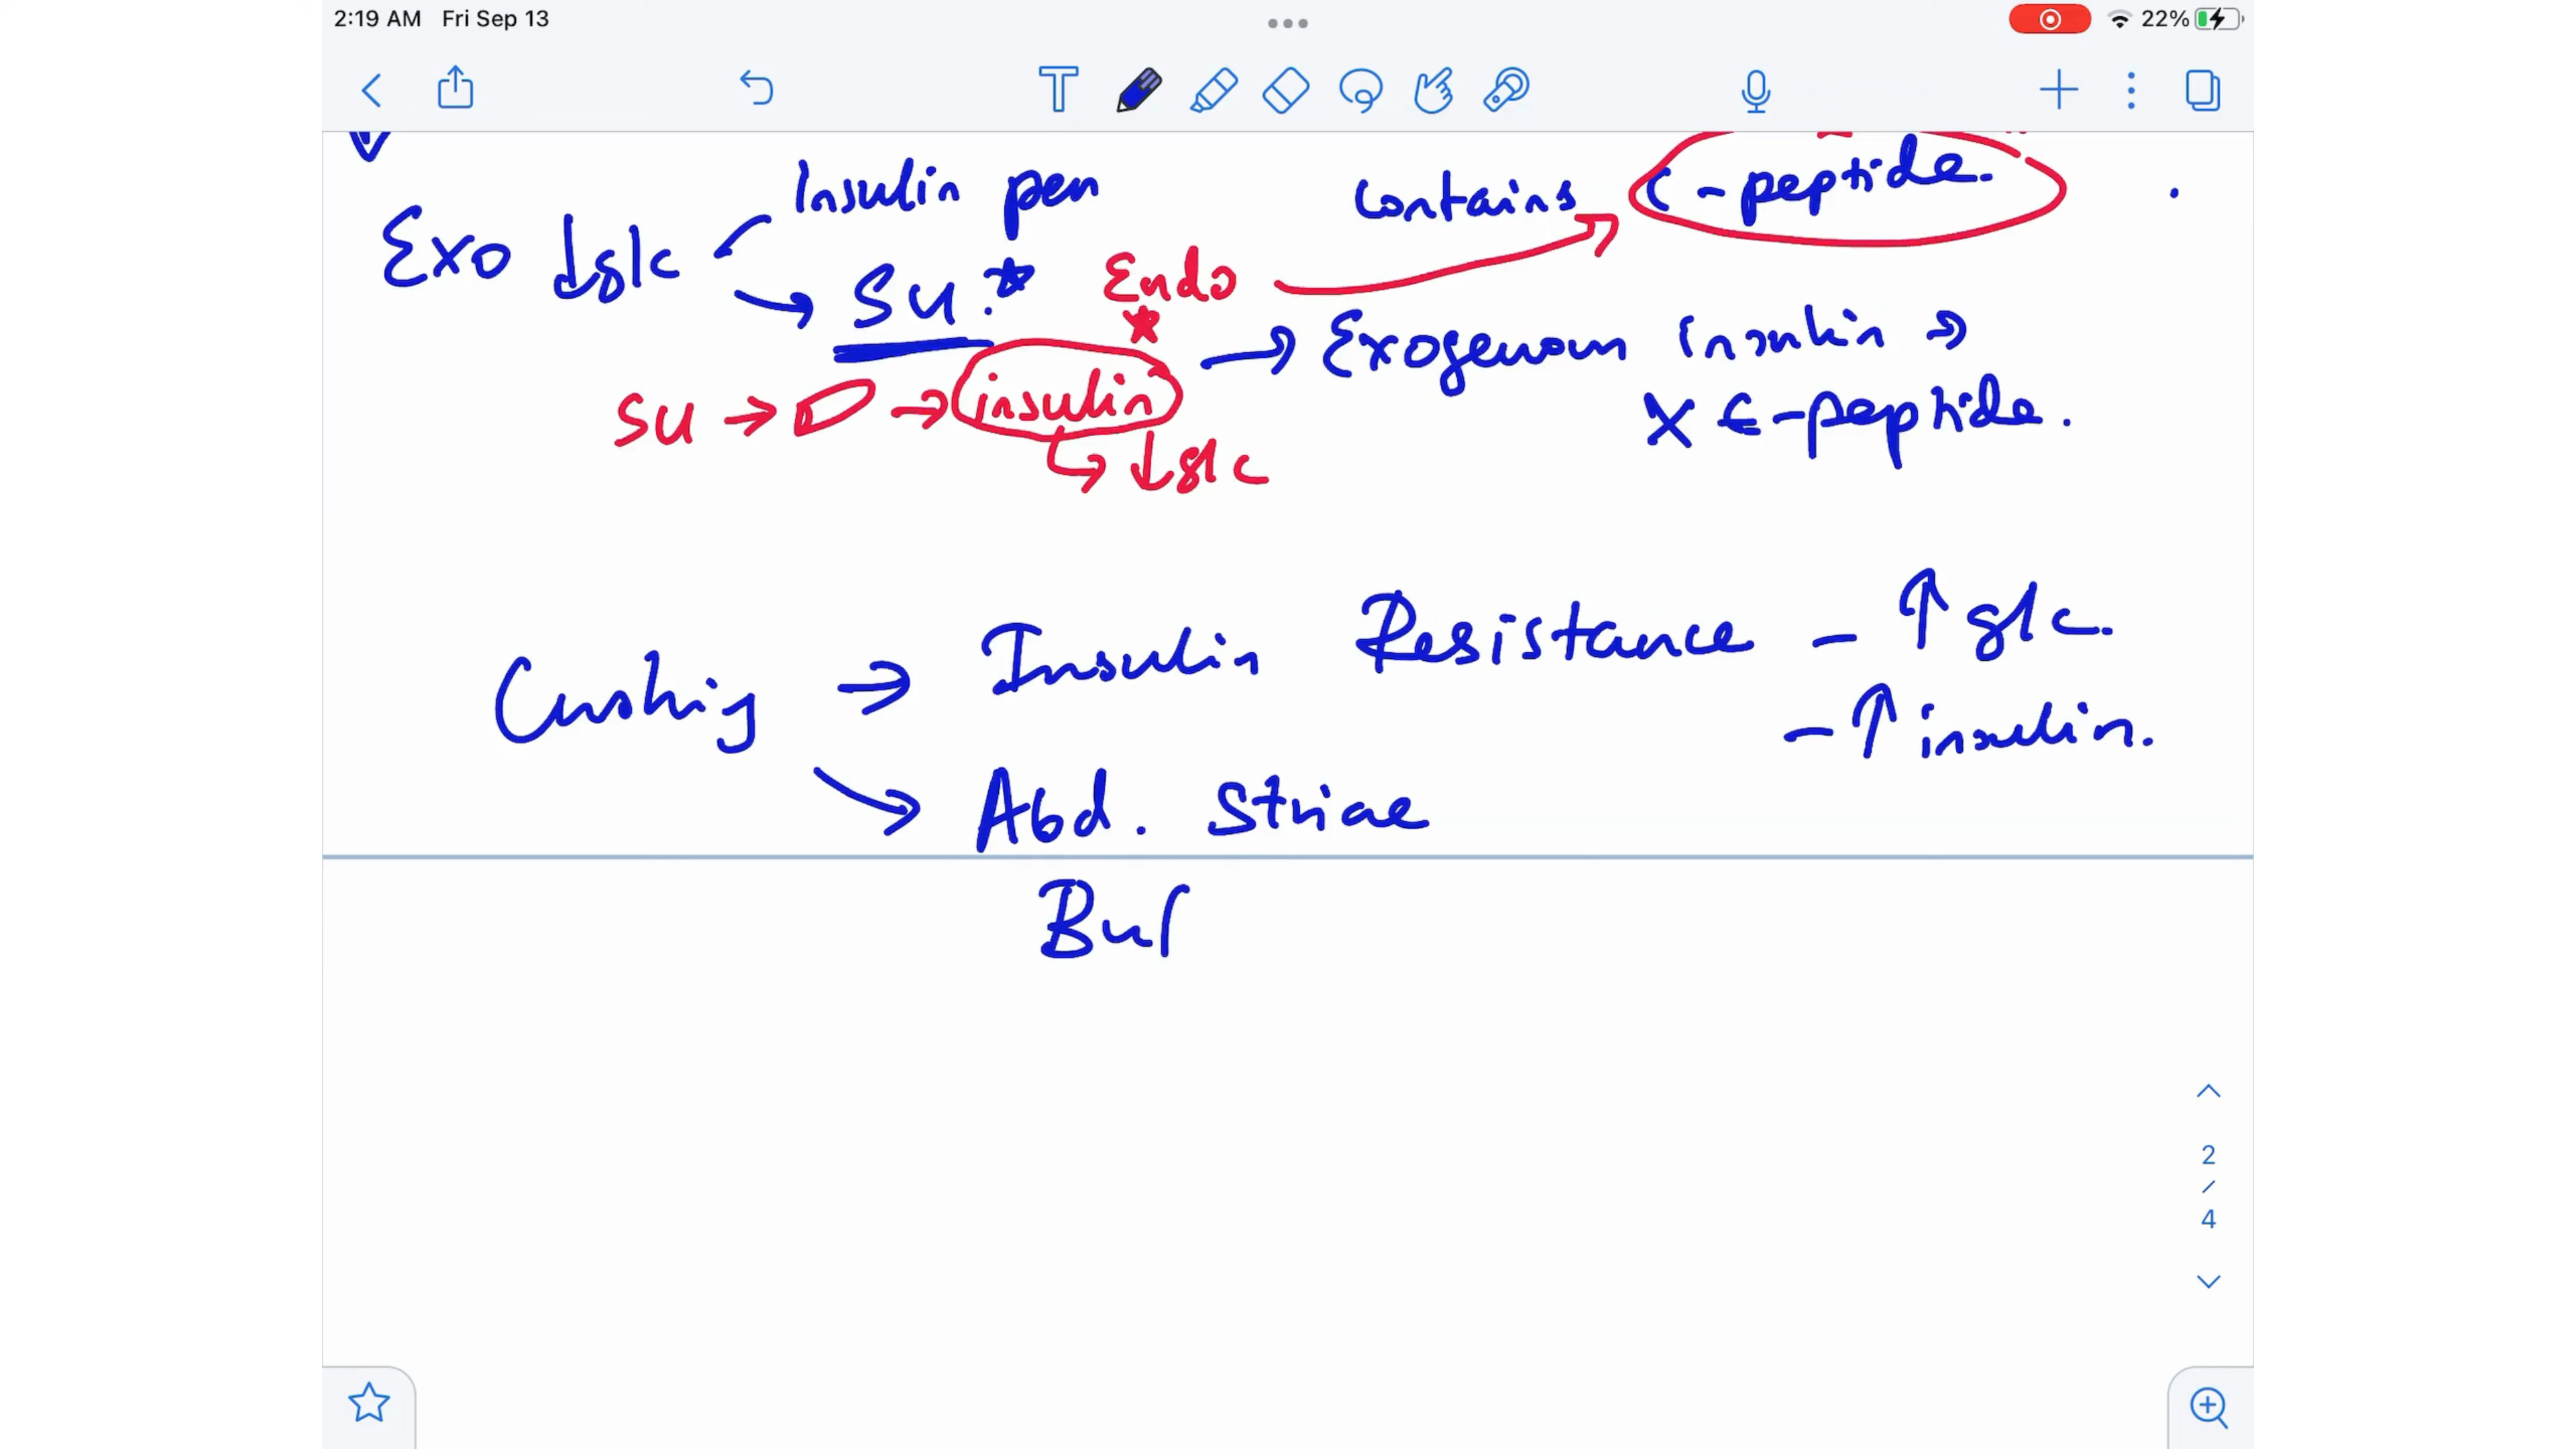 2:19 AM Fri Sep 13
22%
Insulin pen
contains C-peptide.
Exo ↓glc
SU.*
Endo
→ Exogenous insulin →
SU → → insulin
X C-peptide.
↓glc
Cushing → Insulin Resistance - ↑glc.
- ↑insulin.
→ Abd. Striae
Buf
2
/
4